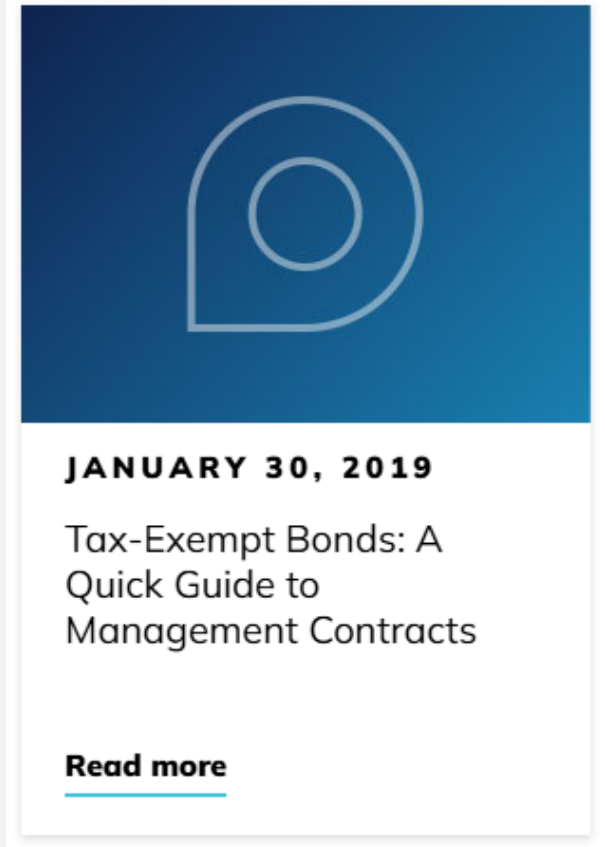 JANUARY 30, 2019
Tax-Exempt Bonds: A
Quick Guide to
Management Contracts
Read more